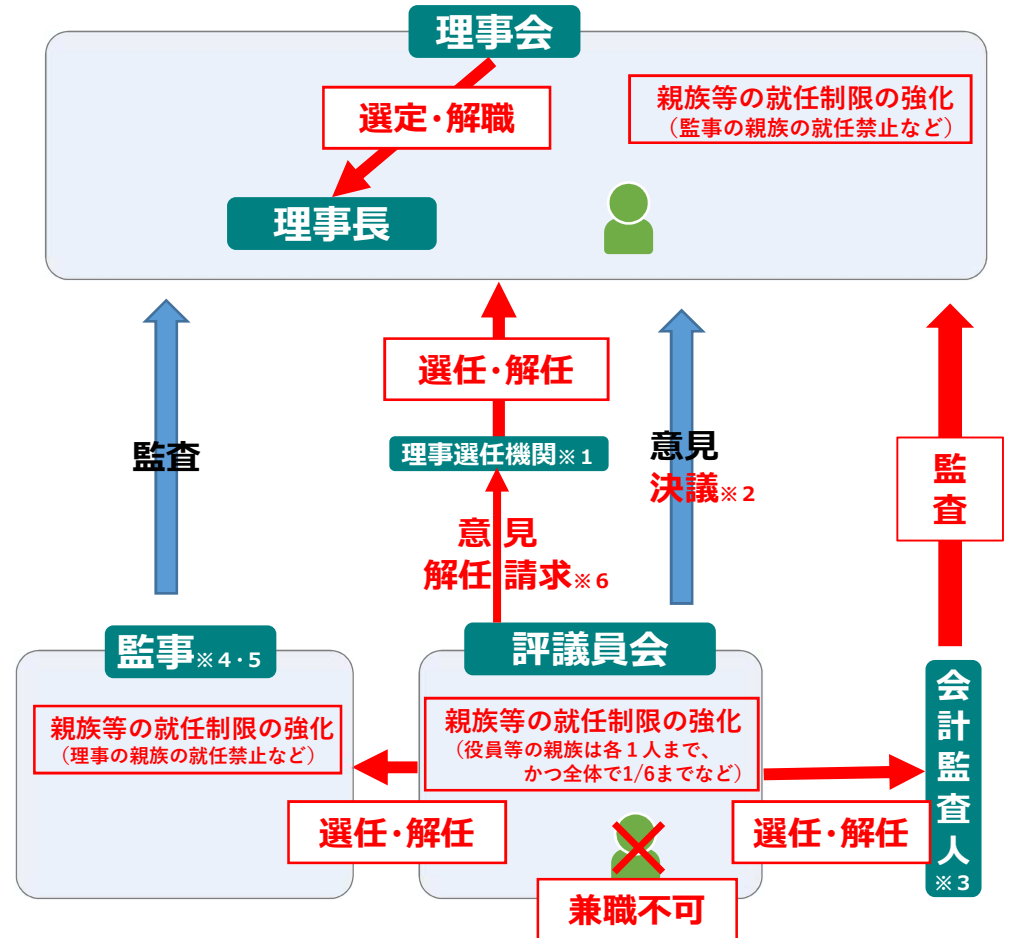 理事会
選定・解職
親族等の就任制限の強化
（監事の親族の就任禁止など）
理事長
選任・解任
監査
理事選任機関※１
意見
決議※２
監
査
意見
解任請求※６
監事※４・５
評議員会
親族等の就任制限の強化
（理事の親族の就任禁止など）
親族等の就任制限の強化
（役員等の親族は各１人まで、
かつ全体で1/6までなど）
会計監査人
※３
選任・解任
選任・解任
兼職不可